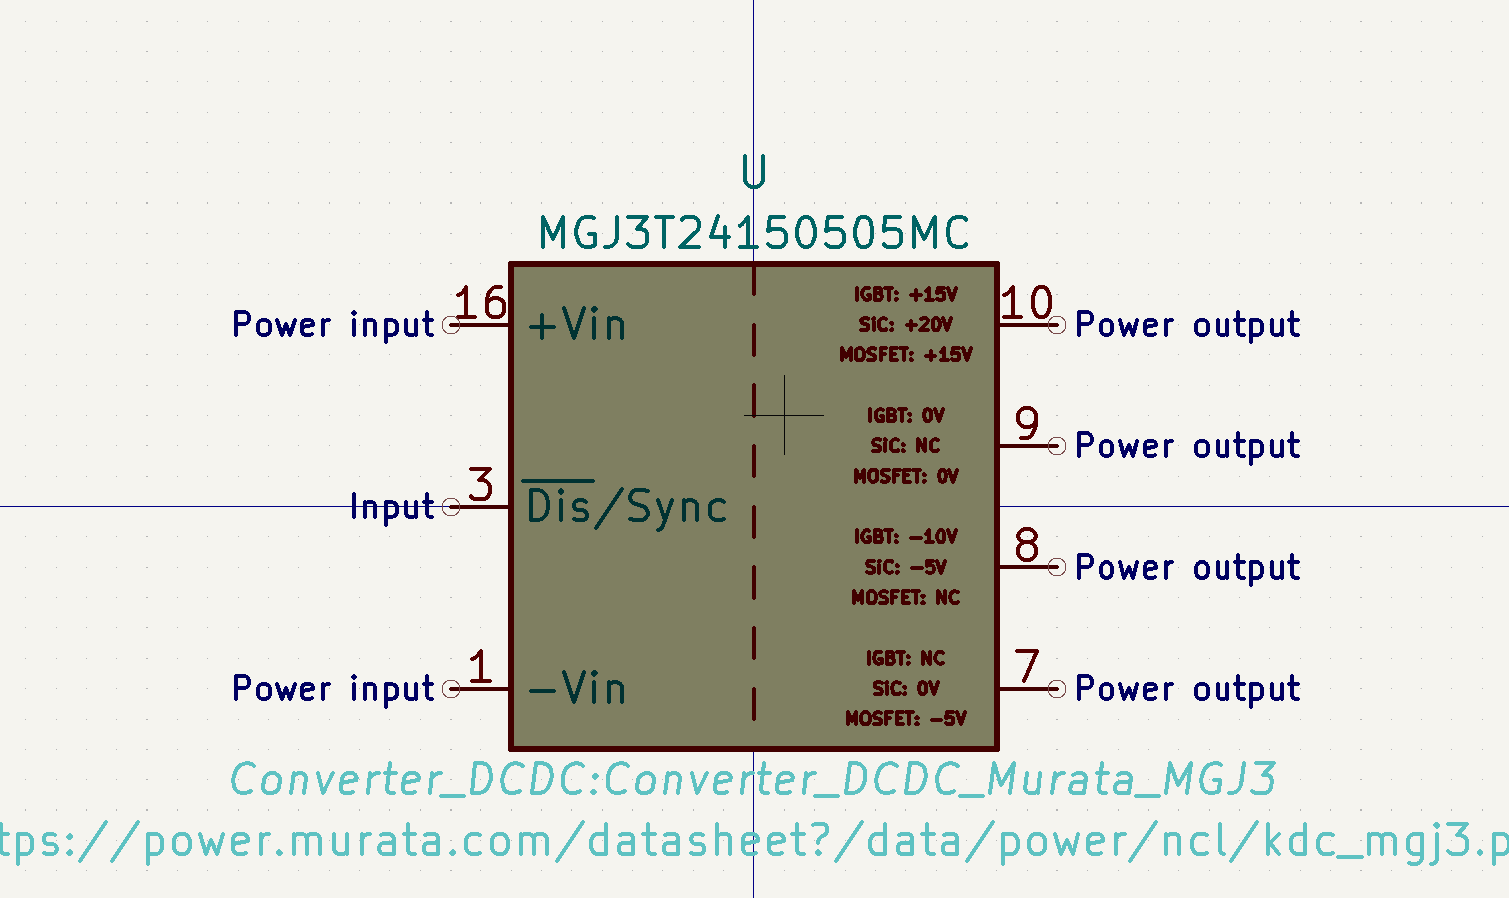 U
MGJ3T24150505MC
Power input 16 +Vin
IGBT: +15V
SiC: +20V
MOSFET: +15V
10 Power output
IGBT: 0V
SiC: NC
MOSFET: 0V
9 Power output
Input 3 Dis/Sync
IGBT: -10V
SiC: -5V
MOSFET: NC
8 Power output
Power input 1 -Vin
IGBT: NC
SiC: 0V
MOSFET: -5V
7 Power output
Converter_DCDC:Converter_DCDC_Murata_MGJ3
tps://power.murata.com/datasheet?/data/power/ncl/kdc_mgj3.p